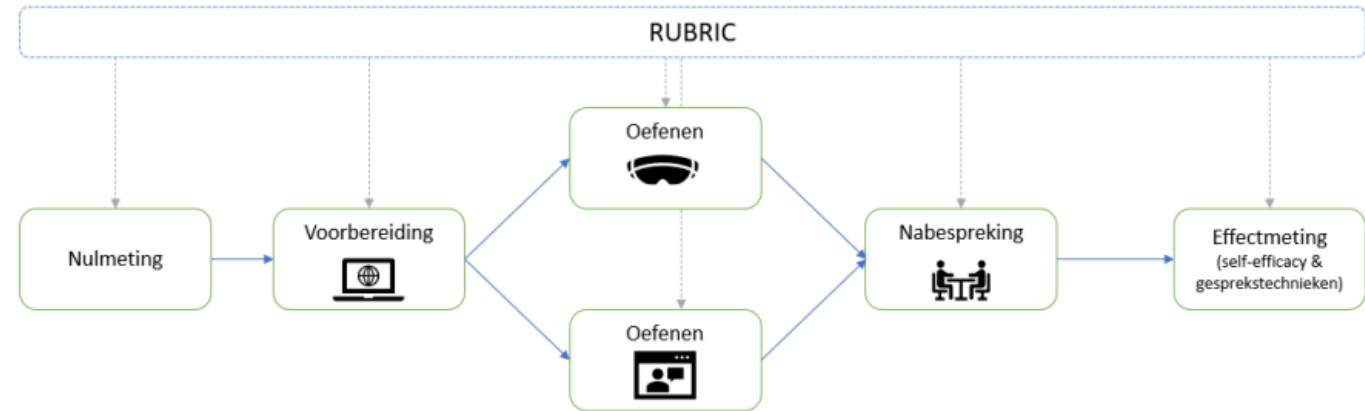 RUBRIC
Oefenen
Nulmeting
Voorbereiding
Nabespreking
Effectmeting
(self-efficacy &
gesprekstechnieken)
Oefenen